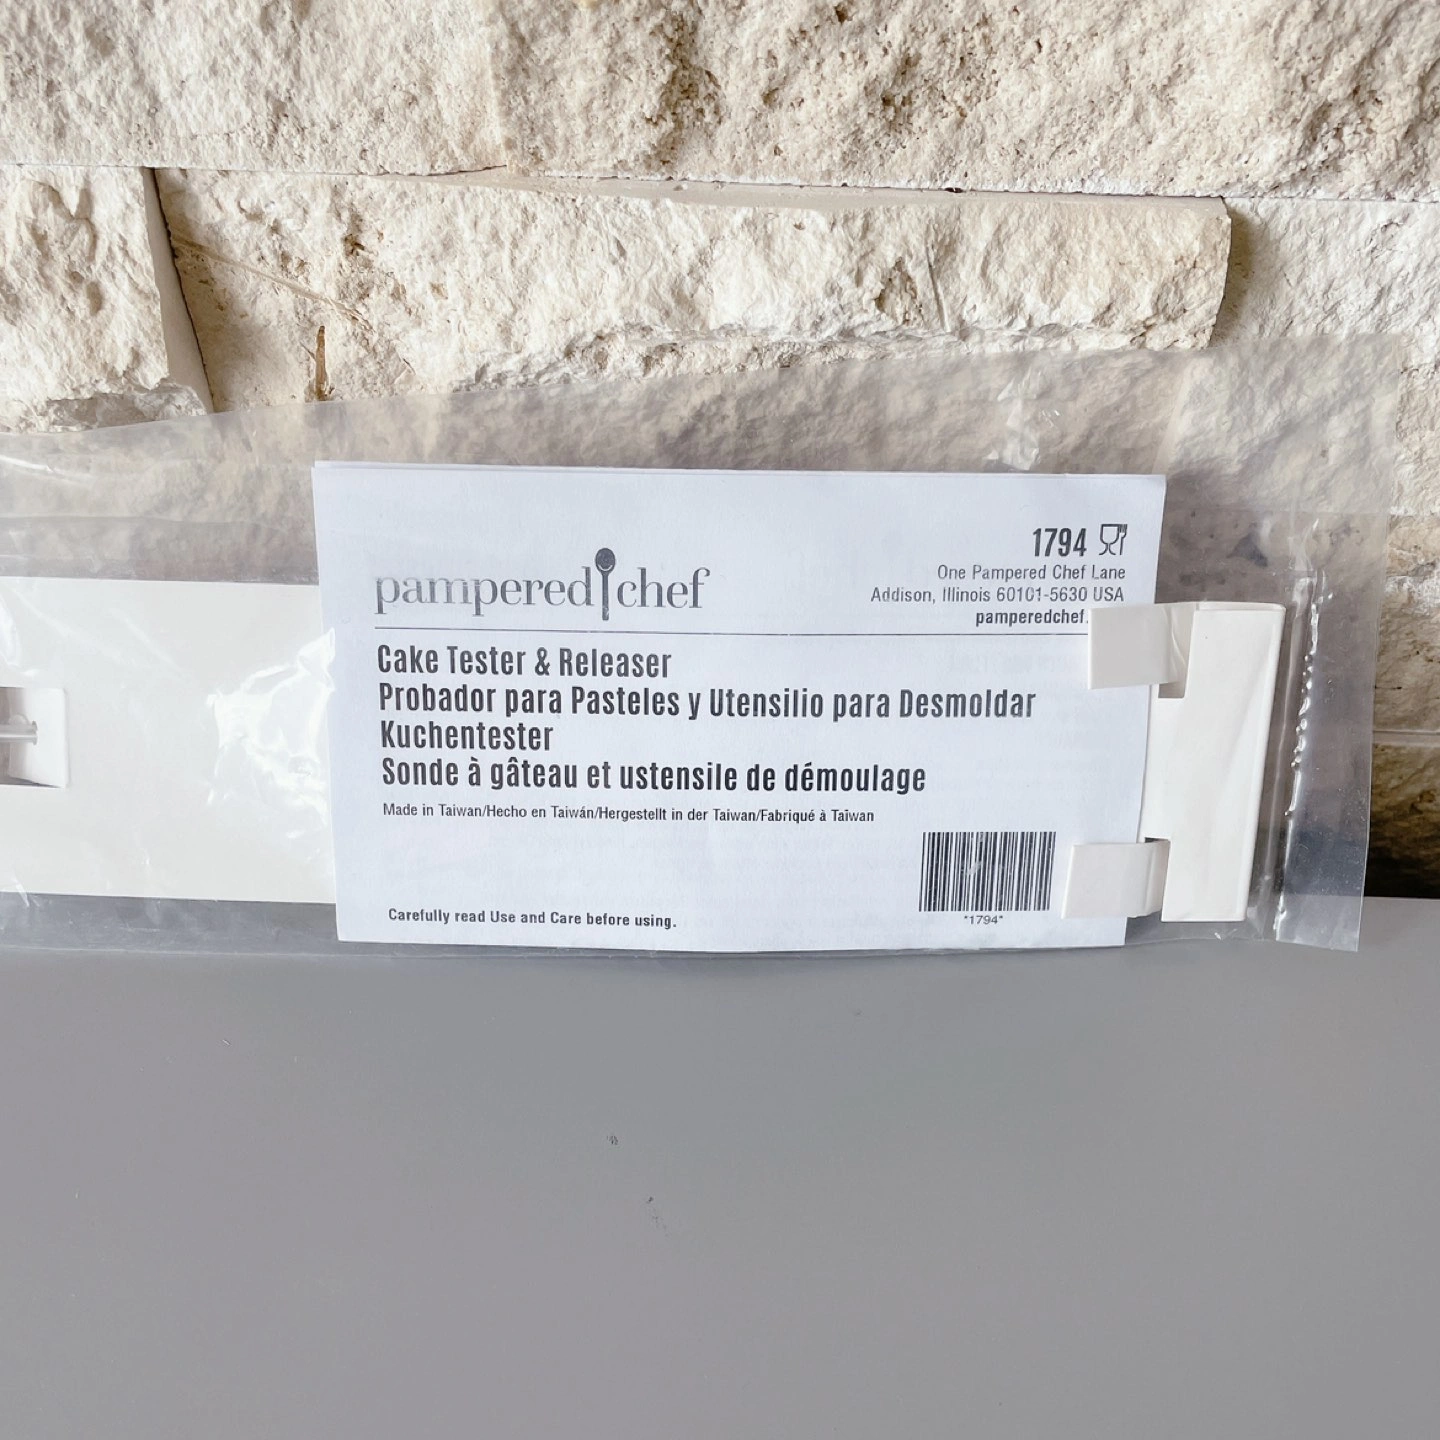 pampered chef
1794
One Pampered Chef Lane
Addison, Illinois 60101-5630 USA
pamperedchef.
Cake Tester & Releaser
Probador para Pasteles y Utensilio para Desmoldar
Kuchentester
Sonde à gâteau et ustensile de démoulage
Made in Taiwan/Hecho en Taiwán/Hergestellt in der Taiwan/Fabriqué à Taïwan
*1794*
Carefully read Use and Care before using.